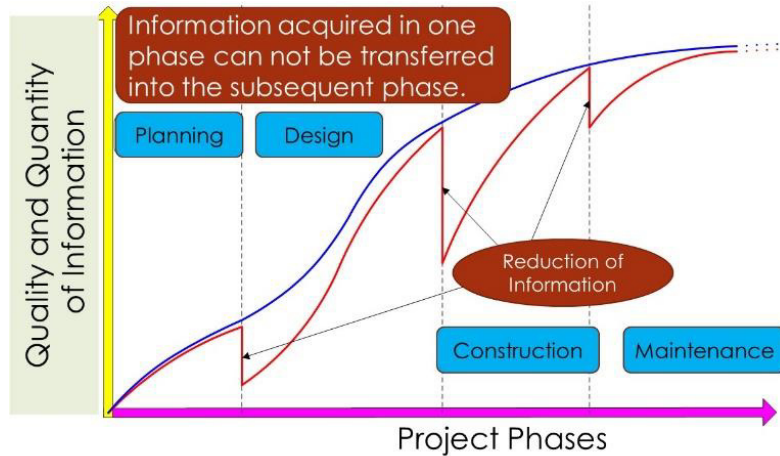 Information acquired in one
phase can not be transferred
into the subsequent phase.
Planning
Design
Quality and Quantity
of Information
Reduction of
Information
Construction
Maintenance
Project Phases